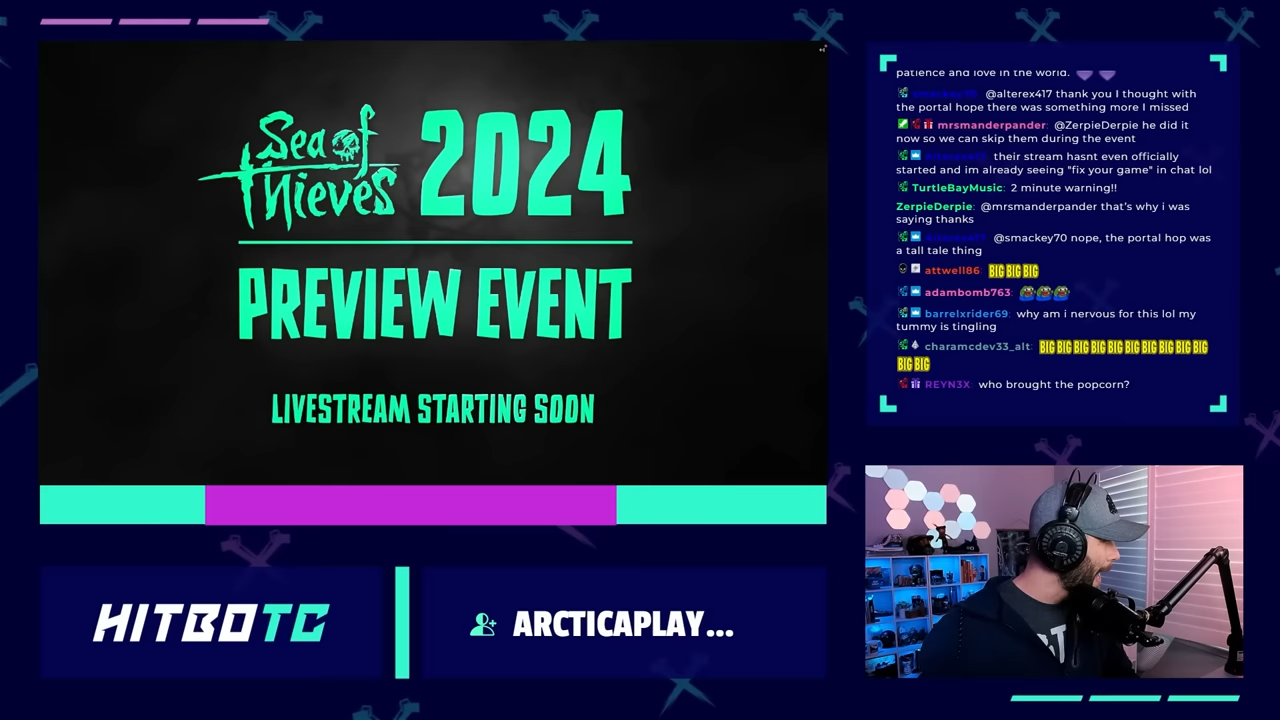 Sea of
Thieves
2024
PREVIEW EVENT
LIVESTREAM STARTING SOON
HITBOTC
ARCTICAPLAY...
patience and love in the world.
smackey70 @alterex417 thank you I thought with
the portal hope there was something more I missed
mrsmanderpander: @ZerpieDerpie he did it
now so we can skip them during the event
their stream hasnt even officially
started and im already seeing "fix your game" in chat lol
TurtleBayMusic: 2 minute warning!!
ZerpieDerpie: @mrsmanderpander that's why i was
saying thanks
@smackey70 nope, the portal hop was
a tall tale thing
attwell86: BIG BIG BIG
adambomb763:
barrelxrider69: why am i nervous for this lol my
tummy is tingling
charamcdev33_alt: BIG BIG BIG BIG BIG BIG BIG BIG BIG BIG
BIG BIG
REYN3X who brought the popcorn?